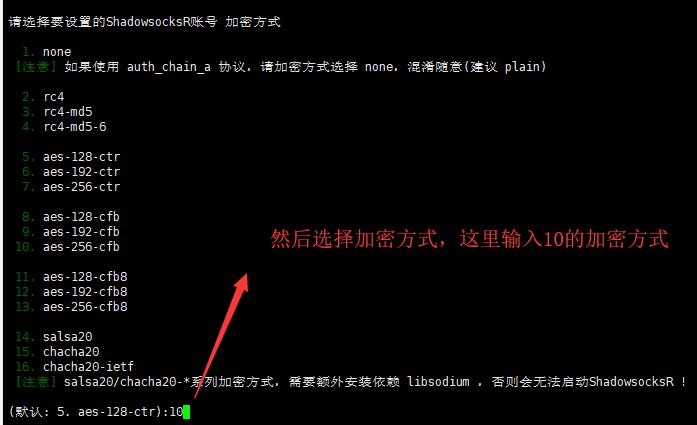 请选择要设置的ShadowsocksR账号 加密方式
1. none
[注意] 如果使用 auth_chain_a 协议, 请加密方式选择 none, 混淆随意(建议 plain)
2. rc4
3. rc4-md5
4. rc4-md5-6
5. aes-128-ctr
6. aes-192-ctr
7. aes-256-ctr
8. aes-128-cfb
9. aes-192-cfb
10. aes-256-cfb
然后选择加密方式，这里输入10的加密方式
11. aes-128-cfb8
12. aes-192-cfb8
13. aes-256-cfb8
14. salsa20
15. chacha20
16. chacha20-ietf
[注意] salsa20/chacha20-*系列加密方式, 需要额外安装依赖 libsodium , 否则会无法启动ShadowsocksR !
(默认: 5. aes-128-ctr):10